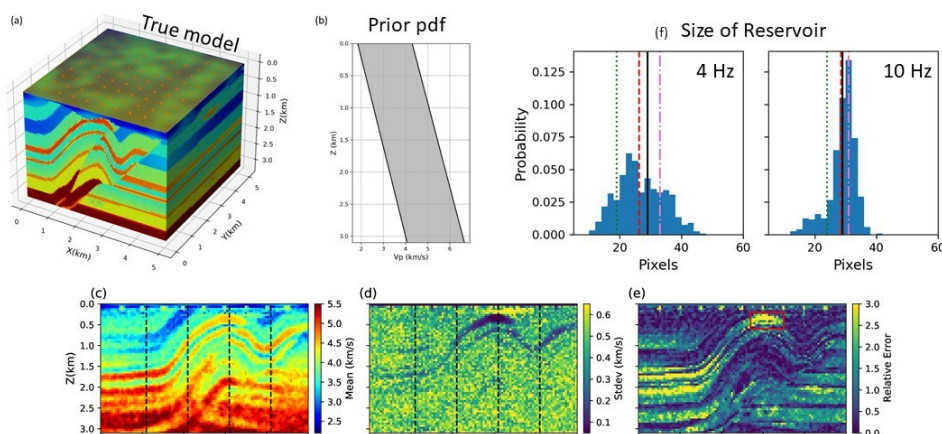 (a)
True model
0.0
0.5
1.0
1.5
2.0
2.5
3.0
Z(km)
0
1
2
3
4
5
X(km)
0
1
2
3
4
5
Y(km)
(b)
Prior pdf
0.0
0.5
1.0
1.5
2.0
2.5
3.0
Z (km)
2 3 4 5 6
Vp (km/s)
(f) Size of Reservoir
4 Hz
10 Hz
0.125
0.100
0.075
0.050
0.025
0.000
Probability
20 40 60
Pixels
20 40 60
Pixels
(c)
0.0
0.5
1.0
1.5
2.0
2.5
3.0
Z(km)
5.5
5.0
4.5
4.0
3.5
3.0
2.5
Mean (km/s)
(d)
0.6
0.5
0.4
0.3
0.2
0.1
0
Stdev (km/s)
(e)
3.0
2.5
2.0
1.5
1.0
0.5
0.0
Relative Error